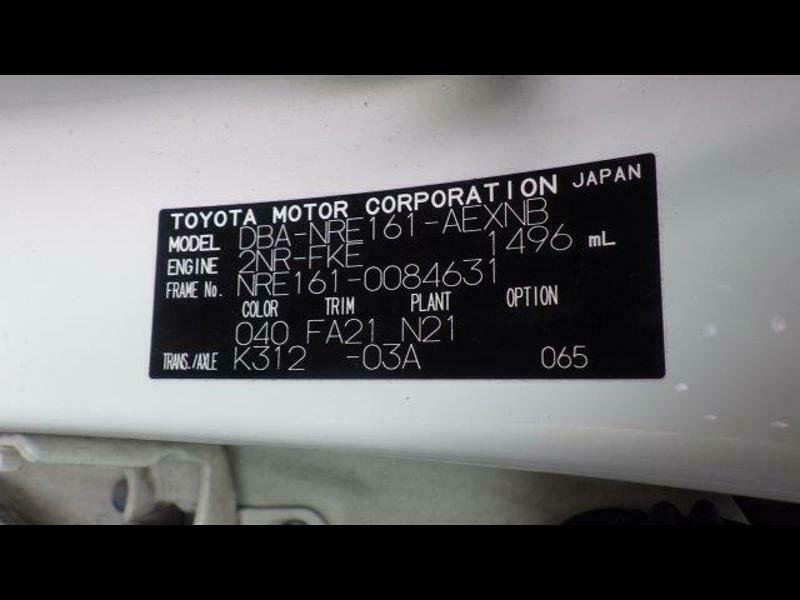 TOYOTA MOTOR CORPORATION JAPAN
MODEL DBA-NRE161-AEXNB
ENGINE 2NR-FKE 1496 mL
FRAME No. NRE161-0084631
COLOR TRIM PLANT OPTION
040 FA21 N21
TRANS./AXLE K312 -03A 065